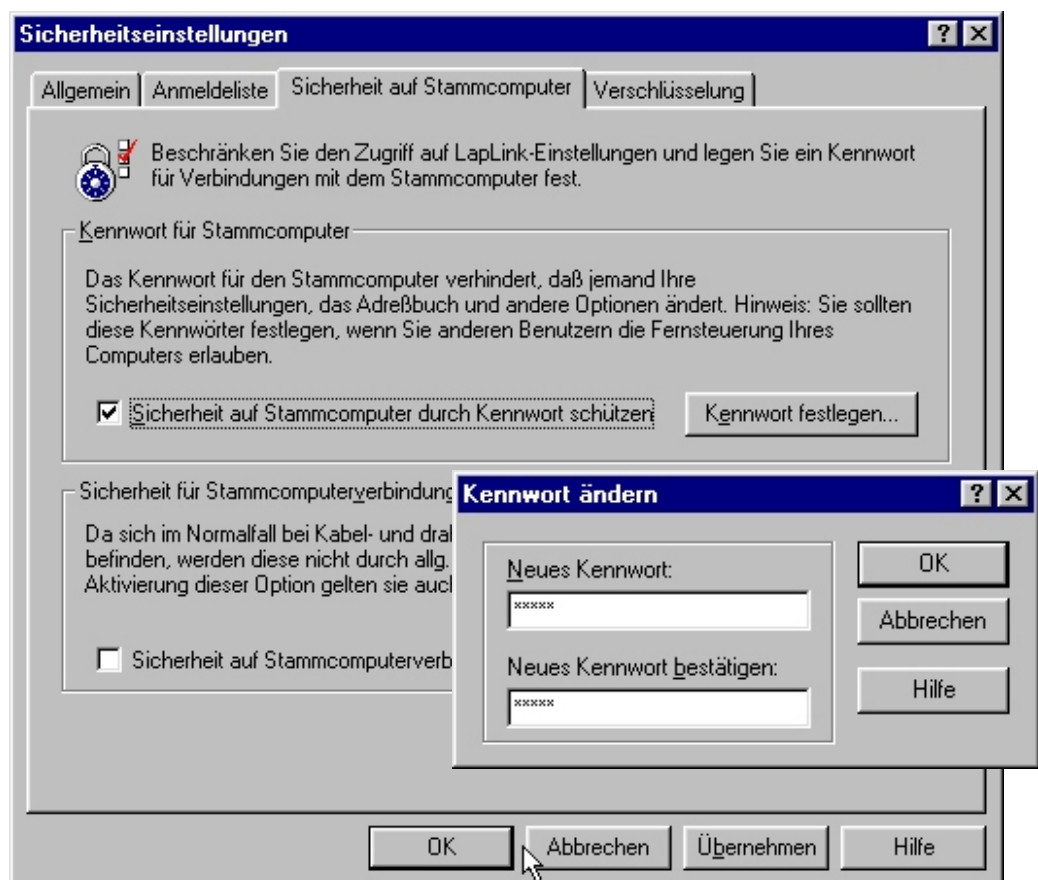 Sicherheitseinstellungen
Allgemein Anmeldeliste Sicherheit auf Stammcomputer Verschlüsselung
Beschränken Sie den Zugriff auf LapLink-Einstellungen und legen Sie ein Kennwort
für Verbindungen mit dem Stammcomputer fest.
Kennwort für Stammcomputer
Das Kennwort für den Stammcomputer verhindert, daß jemand Ihre
Sicherheitseinstellungen, das Adreßbuch und andere Optionen ändert. Hinweis: Sie sollten
diese Kennwörter festlegen, wenn Sie anderen Benutzern die Fernsteuerung Ihres
Computers erlauben.
Sicherheit auf Stammcomputer durch Kennwort schützen
Kennwort festlegen...
Sicherheit für Stammcomputerverbindung
Da sich im Normalfall bei Kabel- und
befinden, werden diese nicht durch allg.
Aktivierung dieser Option gelten sie auch
Sicherheit auf Stammcomputerverb
Kennwort ändern
Neues Kennwort:
xxxxx
Neues Kennwort bestätigen:
xxxxx
OK
Abbrechen
Hilfe
OK Abbrechen Übernehmen Hilfe